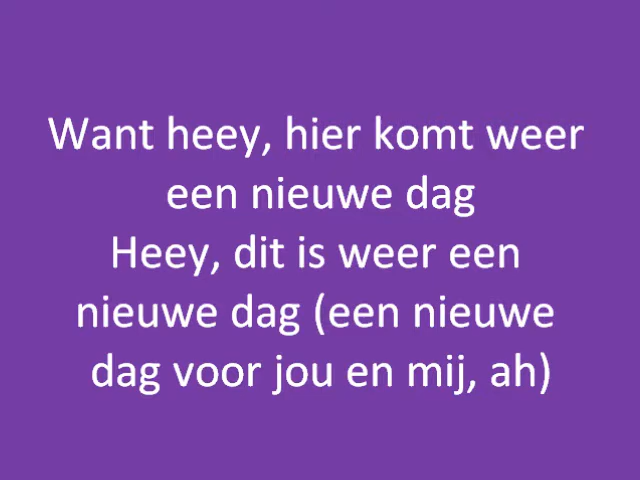 Want heey, hier komt weer
een nieuwe dag
Heey, dit is weer een
nieuwe dag (een nieuwe
dag voor jou en mij, ah)